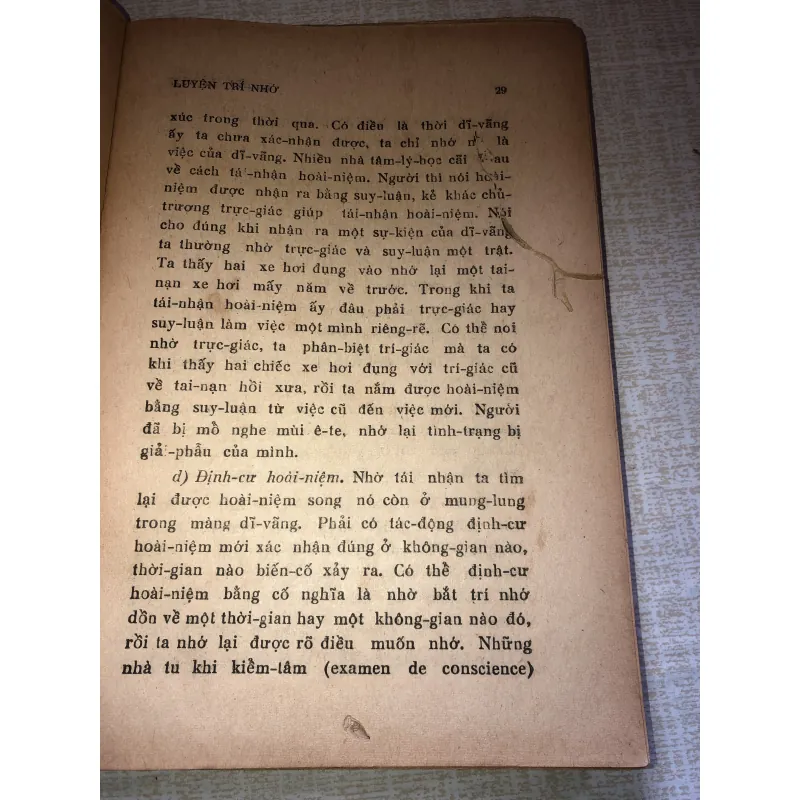 LUYỆN TRÍ NHỚ 29
xúc trong thời qua. Có điều là thời dĩ-vãng
ấy ta chưa xác-nhận được, ta chỉ nhớ là
việc của dĩ-vãng. Nhiều nhà tâm-lý-học cãi
về cách tái-nhận hoài-niệm. Người thì nói hoài-
niệm được nhận ra bằng suy-luận, kẻ khác chủ-
trượng trực-giác giúp tái-nhận hoài-niệm. Nói
cho đúng khi nhận ra một sự-kiện của dĩ-vãng
ta thường nhờ trực-giác và suy-luận một trật.
Ta thấy hai xe hơi đụng vào nhớ lại một tai-
nạn xe hơi mấy năm về trước. Trong khi ta
tái-nhận hoài-niệm ấy đâu phải trực-giác hay
suy-luận làm việc một mình riêng-rẽ. Có thể noi
nhờ trực-giác, ta phân-biệt tri-giác mà ta có
khi thấy hai chiếc xe hơi đụng với tri-giác cũ
về tai-nạn hồi xưa, rồi ta nắm được hoài-niệm
bằng suy-luận từ việc cũ đến việc mới. Người
đã bị mổ nghe mùi ê-te, nhớ lại tình-trạng bị
giải-phẫu của mình.
d) Định-cư hoài-niệm. Nhờ tái nhận ta tìm
lại được hoài-niệm song nó còn ở mung-lung
trong màng dĩ-vãng. Phải có tác-động định-cư
hoài-niệm mới xác nhận đúng ở không-gian nào,
thời-gian nào biến-cố xẩy ra. Có thể định-cư
hoài-niệm bằng cố nghĩa là nhờ bắt trí nhớ
dồn về một thời-gian hay một không-gian nào đó,
rồi ta nhớ lại được rõ điều muốn nhớ. Những
nhà tu khi kiểm-tâm (examen de conscience)